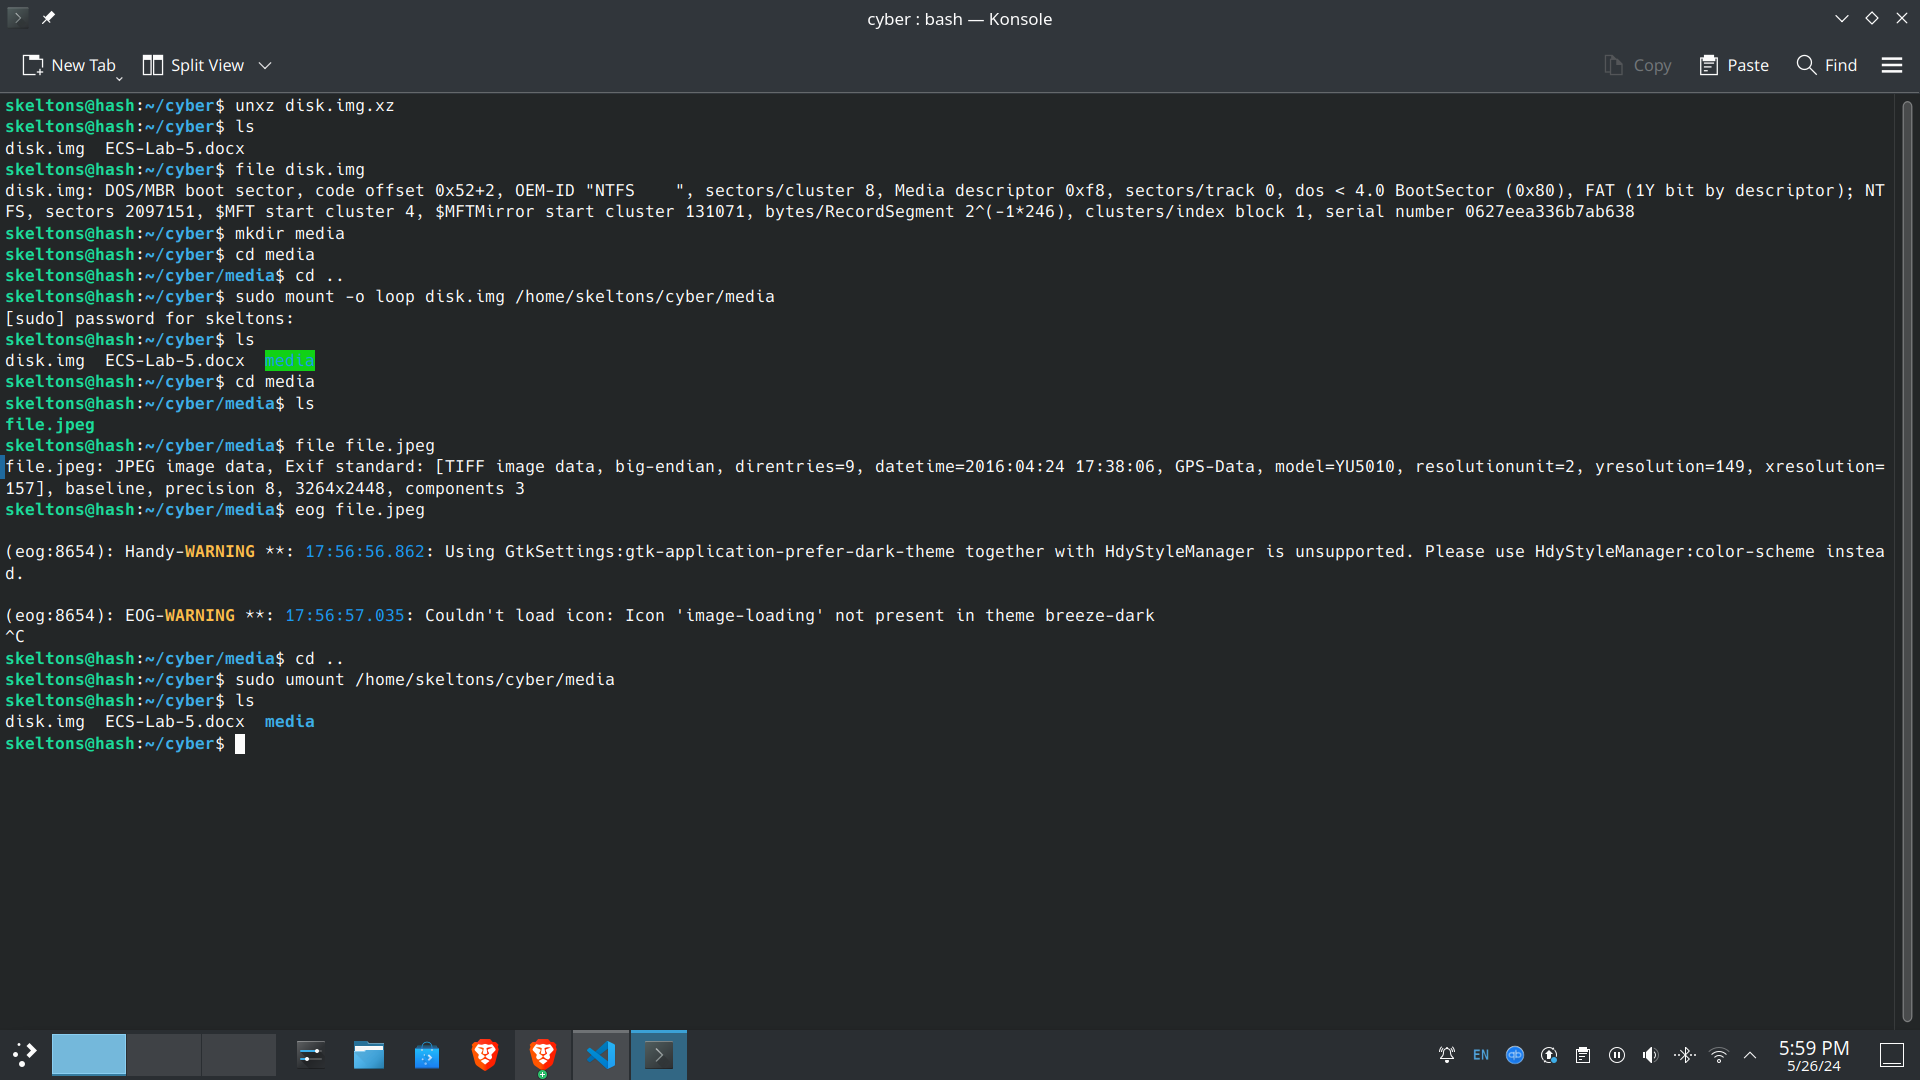 cyber : bash — Konsole
New Tab
Split View
Copy
Paste
Find
skeltons@hash:~/cyber$ unxz disk.img.xz
skeltons@hash:~/cyber$ ls
disk.img  ECS-Lab-5.docx
skeltons@hash:~/cyber$ file disk.img
disk.img: DOS/MBR boot sector, code offset 0x52+2, OEM-ID "NTFS    ", sectors/cluster 8, Media descriptor 0xf8, sectors/track 0, dos < 4.0 BootSector (0x80), FAT (1Y bit by descriptor); NT
FS, sectors 2097151, $MFT start cluster 4, $MFTMirror start cluster 131071, bytes/RecordSegment 2^(-1*246), clusters/index block 1, serial number 0627eea336b7ab638
skeltons@hash:~/cyber$ mkdir media
skeltons@hash:~/cyber$ cd media
skeltons@hash:~/cyber/media$ cd ..
skeltons@hash:~/cyber$ sudo mount -o loop disk.img /home/skeltons/cyber/media
[sudo] password for skeltons:
skeltons@hash:~/cyber$ ls
disk.img  ECS-Lab-5.docx  media
skeltons@hash:~/cyber$ cd media
skeltons@hash:~/cyber/media$ ls
file.jpeg
skeltons@hash:~/cyber/media$ file file.jpeg
file.jpeg: JPEG image data, Exif standard: [TIFF image data, big-endian, direntries=9, datetime=2016:04:24 17:38:06, GPS-Data, model=YU5010, resolutionunit=2, yresolution=149, xresolution=
157], baseline, precision 8, 3264x2448, components 3
skeltons@hash:~/cyber/media$ eog file.jpeg
(eog:8654): Handy-WARNING **: 17:56:56.862: Using GtkSettings:gtk-application-prefer-dark-theme together with HdyStyleManager is unsupported. Please use HdyStyleManager:color-scheme instea
d.
(eog:8654): EOG-WARNING **: 17:56:57.035: Couldn't load icon: Icon 'image-loading' not present in theme breeze-dark
^C
skeltons@hash:~/cyber/media$ cd ..
skeltons@hash:~/cyber$ sudo umount /home/skeltons/cyber/media
skeltons@hash:~/cyber$ ls
disk.img  ECS-Lab-5.docx  media
skeltons@hash:~/cyber$
EN
qb
5:59 PM
5/26/24